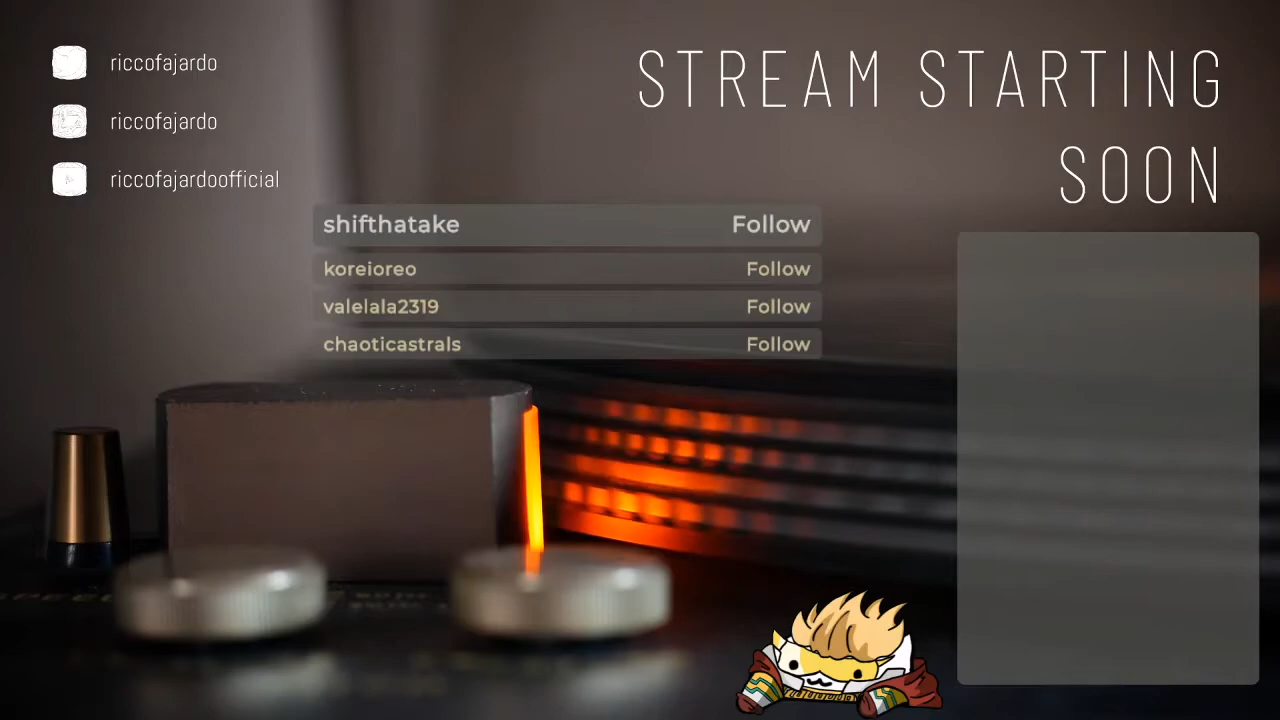 riccofajardo
riccofajardo
riccofajardoofficial
STREAM STARTING
SOON
shifthatake Follow
koreioreo Follow
valelala2319 Follow
chaoticastrals Follow